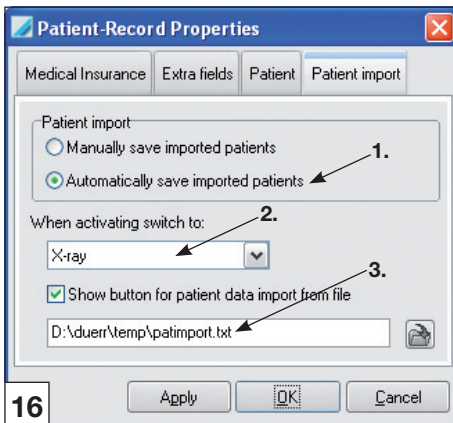 Patient-Record Properties
Medical Insurance Extra fields Patient Patient import
Patient import
Manually save imported patients
1.
Automatically save imported patients
When activating switch to:
2.
X-ray
Show button for patient data import from file
3.
D:\duerr\temp\patimport.txt
16
Apply OK Cancel